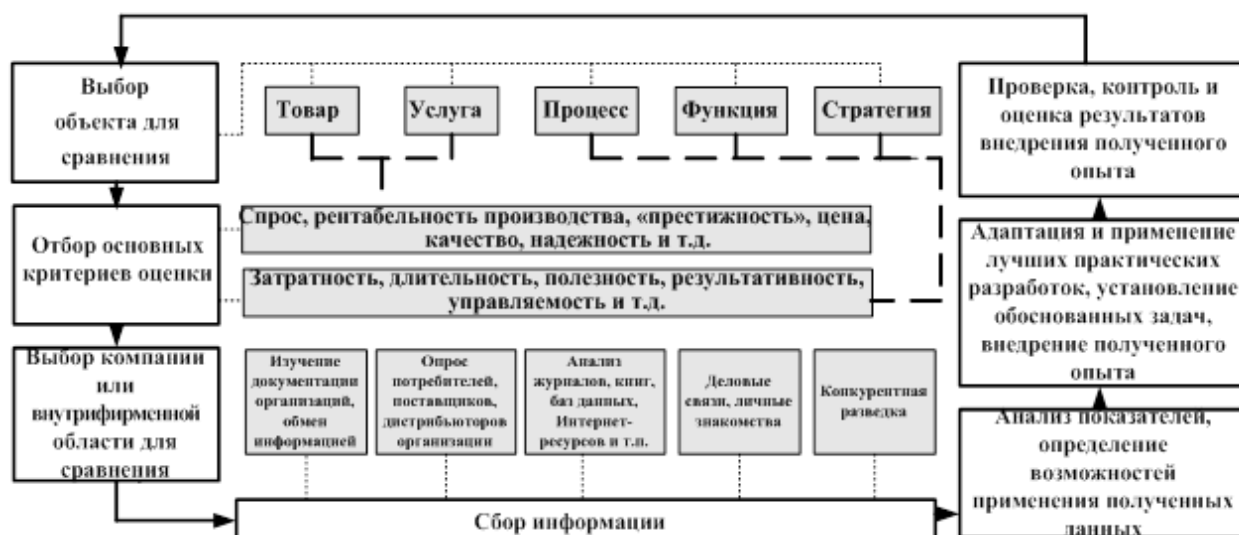 Выбор
объекта для
сравнения
Товар
Услуга
Процесс
Функция
Стратегия
Проверка, контроль и
оценка результатов
внедрения полученного
опыта
Отбор основных
критериев оценки
Спрос, рентабельность производства, «престижность», цена,
качество, надежность и т.д.
Затратность, длительность, полезность, результативность,
управляемость и т.д.
Адаптация и применение
лучших практических
разработок, установление
обоснованных задач,
внедрение полученного
опыта
Выбор компании
или
внутрифирменной
области для
сравнения
Изучение
документации
организаций,
обмен
информацией
Опрос
потребителей,
поставщиков,
дистрибьюторов
организации
Анализ
журналов, книг,
баз данных,
Интернет-
ресурсов и т.п.
Деловые
связи, личные
знакомства
Конкурентная
разведка
Анализ показателей,
определение
возможностей
применения полученных
данных
Сбор информации